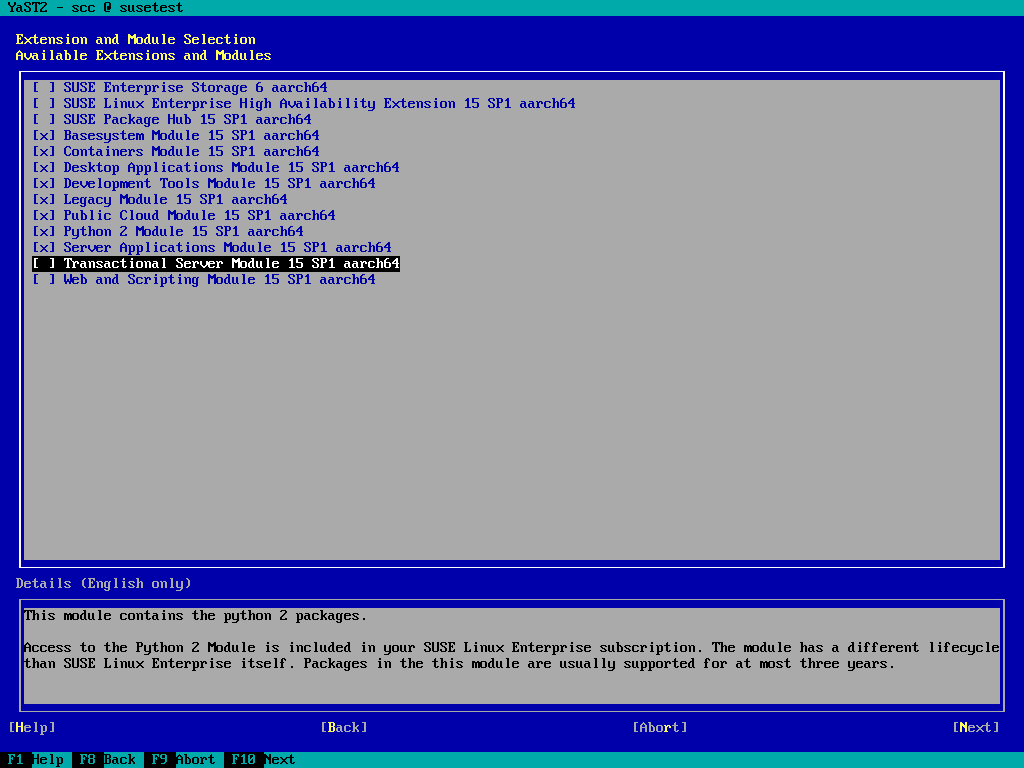 YaST2 - scc @ susetest
Extension and Module Selection
Available Extensions and Modules
[ ] SUSE Enterprise Storage 6 aarch64
[ ] SUSE Linux Enterprise High Availability Extension 15 SP1 aarch64
[ ] SUSE Package Hub 15 SP1 aarch64
[x] Basesystem Module 15 SP1 aarch64
[x] Containers Module 15 SP1 aarch64
[x] Desktop Applications Module 15 SP1 aarch64
[x] Development Tools Module 15 SP1 aarch64
[x] Legacy Module 15 SP1 aarch64
[x] Public Cloud Module 15 SP1 aarch64
[x] Python 2 Module 15 SP1 aarch64
[x] Server Applications Module 15 SP1 aarch64
[ ] Transactional Server Module 15 SP1 aarch64
[ ] Web and Scripting Module 15 SP1 aarch64
Details (English only)
This module contains the python 2 packages.
Access to the Python 2 Module is included in your SUSE Linux Enterprise subscription. The module has a different lifecycle
than SUSE Linux Enterprise itself. Packages in the this module are usually supported for at most three years.
[Help] [Back] [Abort] [Next]
F1 Help F8 Back F9 Abort F10 Next